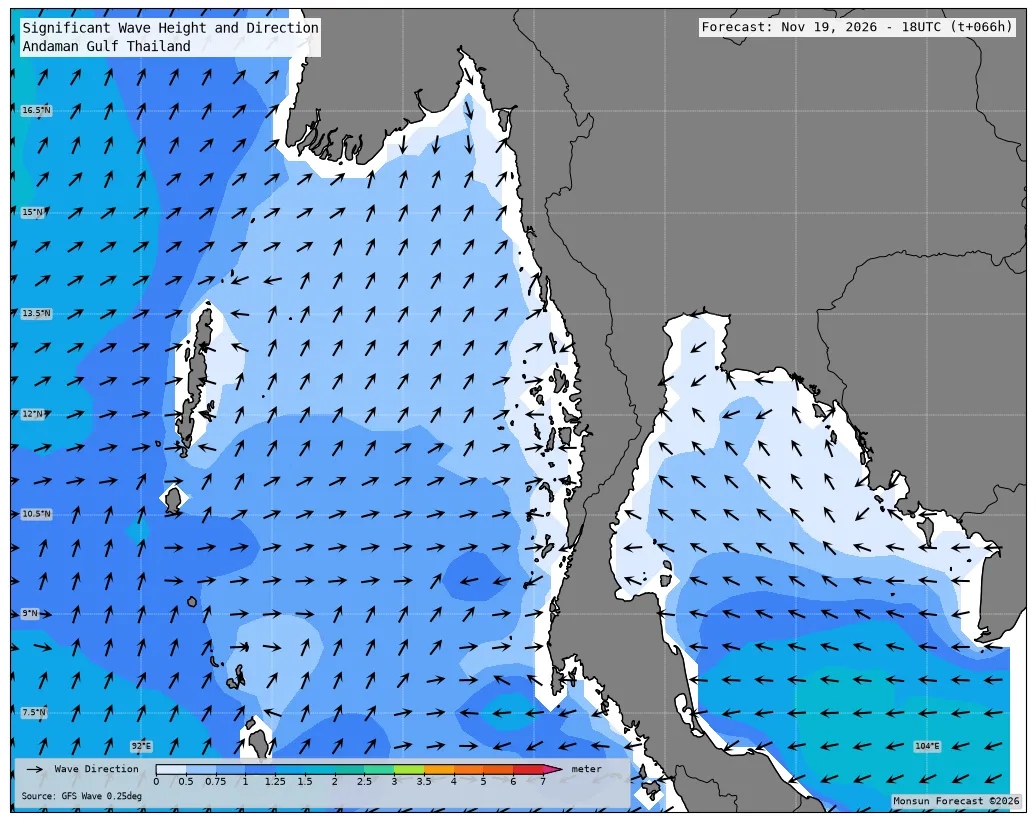 Significant Wave Height and Direction
Andaman Gulf Thailand
Forecast: Nov 19, 2026 - 18UTC (t+066h)
16.5°N
15°N
13.5°N
12°N
10.5°N
9°N
7.5°N
92°E
104°E
Wave Direction
0.5 0.75 1 1.25 1.5 2 2.5 3 3.5 4 5 6 7 meter
Source: GFS Wave 0.25deg
Monsun Forecast ©2026